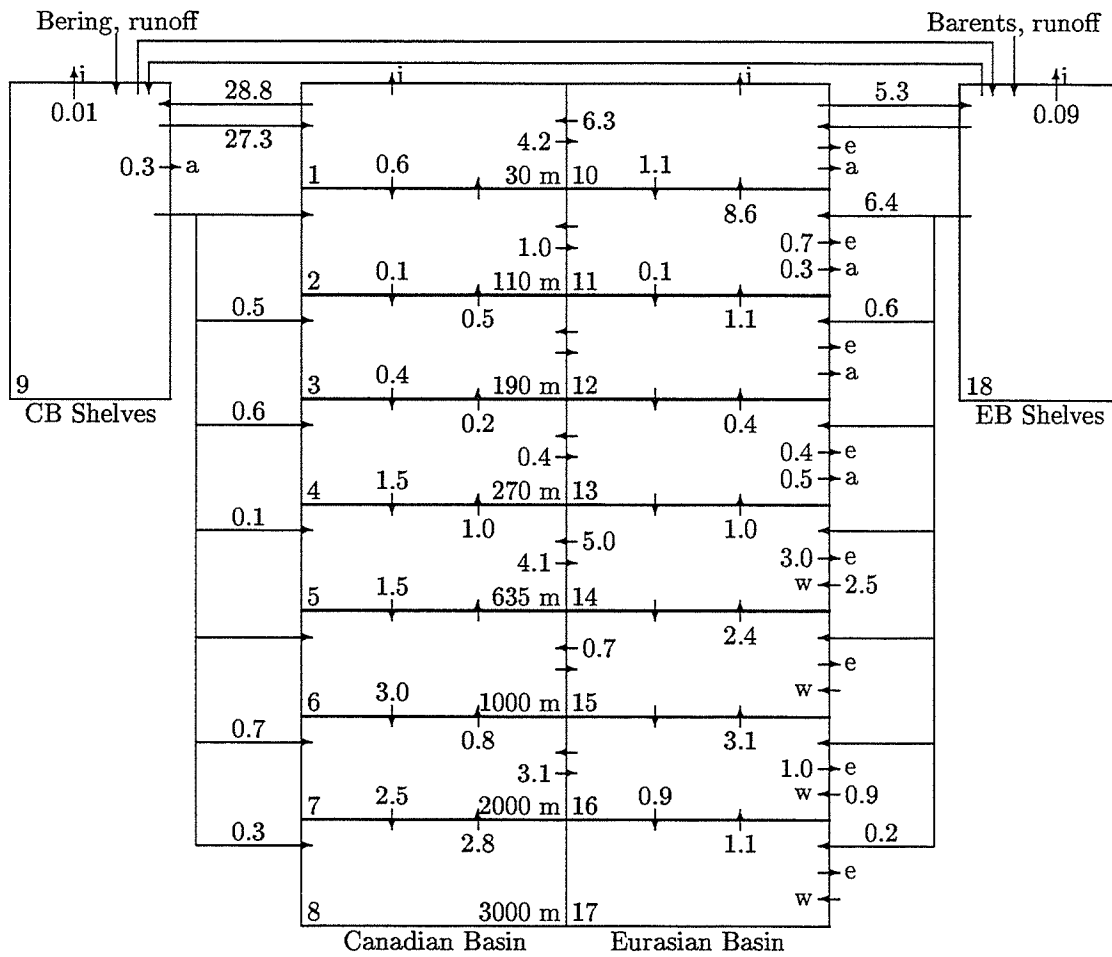 Bering, runoff Barents, runoff
i i i i
0.01 28.8 5.3 0.09
27.3 6.3
4.2 e
0.3 a 0.6 1.1 a
1 30 m 10
8.6 6.4
1.0 0.7 e
0.1 0.1 0.3 a
2 110 m 11
0.5 0.5 1.1 0.6
e
0.4 a
9 3 190 m 12 18
CB Shelves EB Shelves
0.6 0.2 0.4
0.4 0.4 e
1.5 0.5 a
4 270 m 13
0.1 1.0 1.0
5.0
4.1 3.0 e
1.5 w 2.5
5 635 m 14
2.4
0.7
e
3.0 w
6 1000 m 15
0.7 0.8 3.1
3.1 1.0 e
2.5 0.9 w 0.9
7 2000 m 16
0.3 2.8 1.1 0.2
e
w
8 3000 m 17
Canadian Basin Eurasian Basin